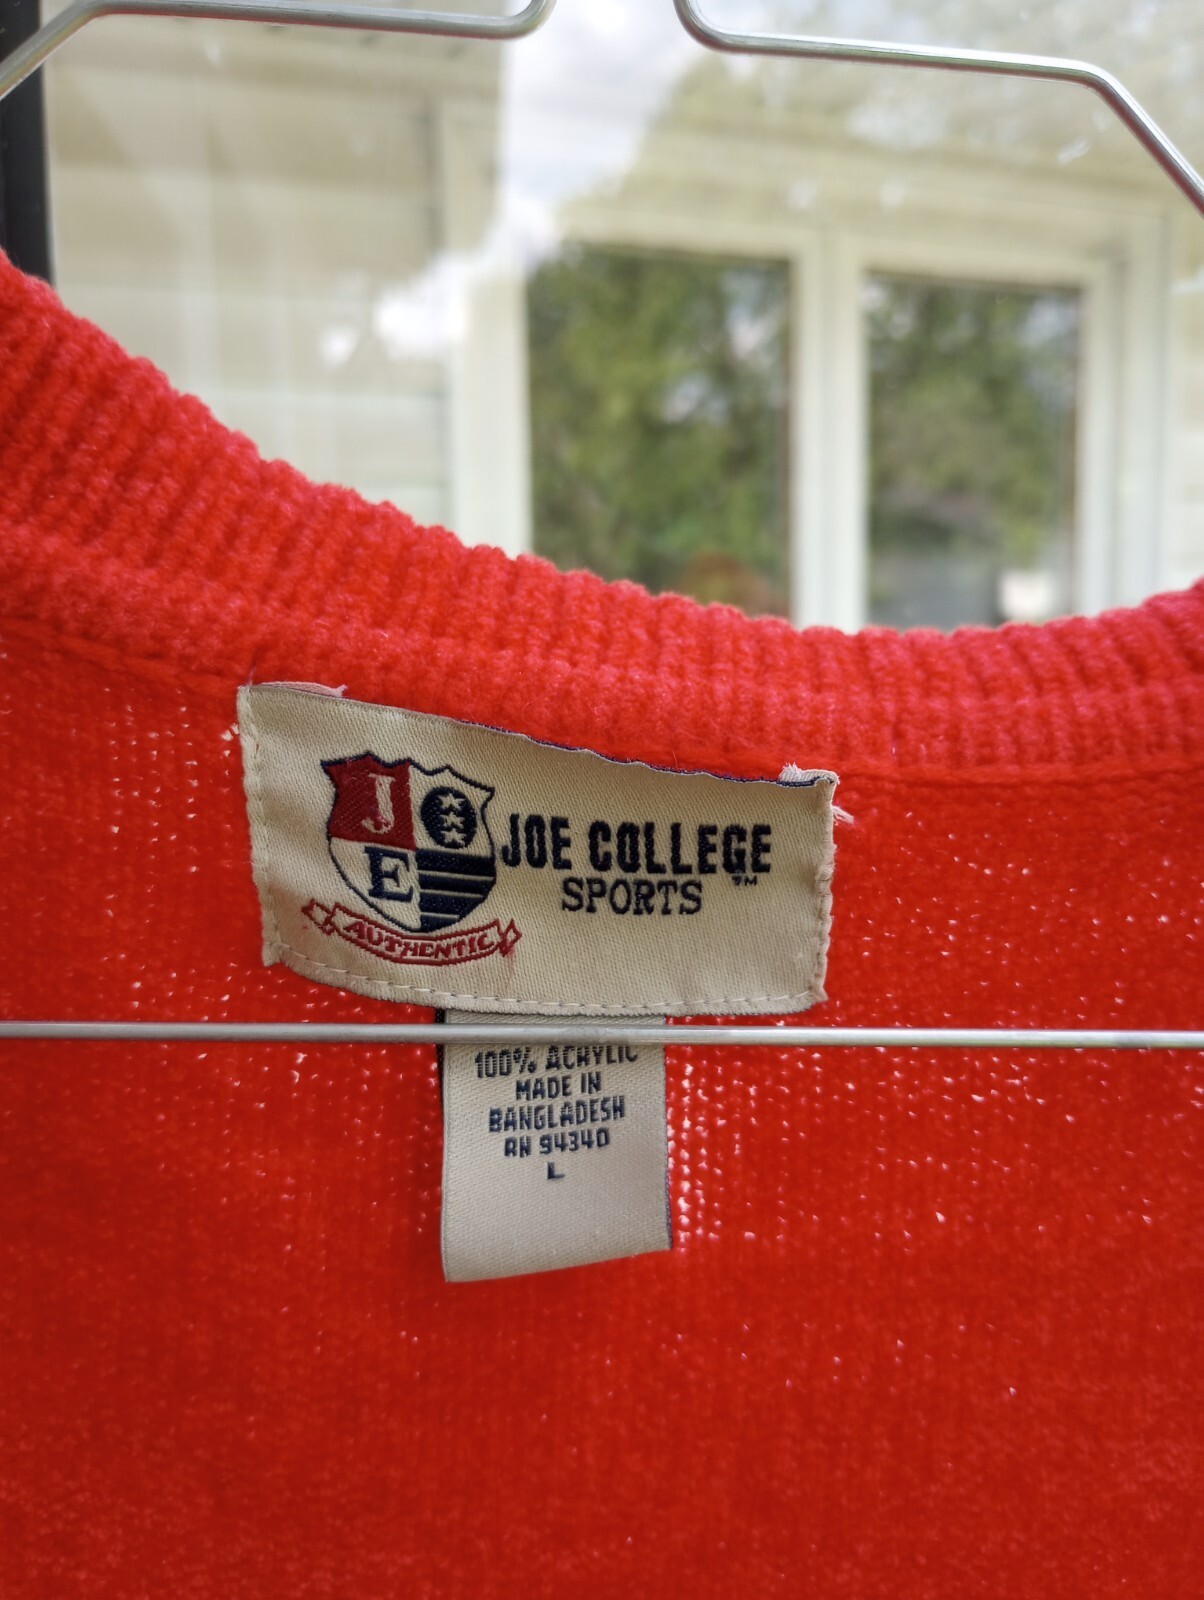 J
E
AUTHENTIC
JOE COLLEGE
SPORTS™
100% ACRYLIC
MADE IN
BANGLADESH
RN 94340
L